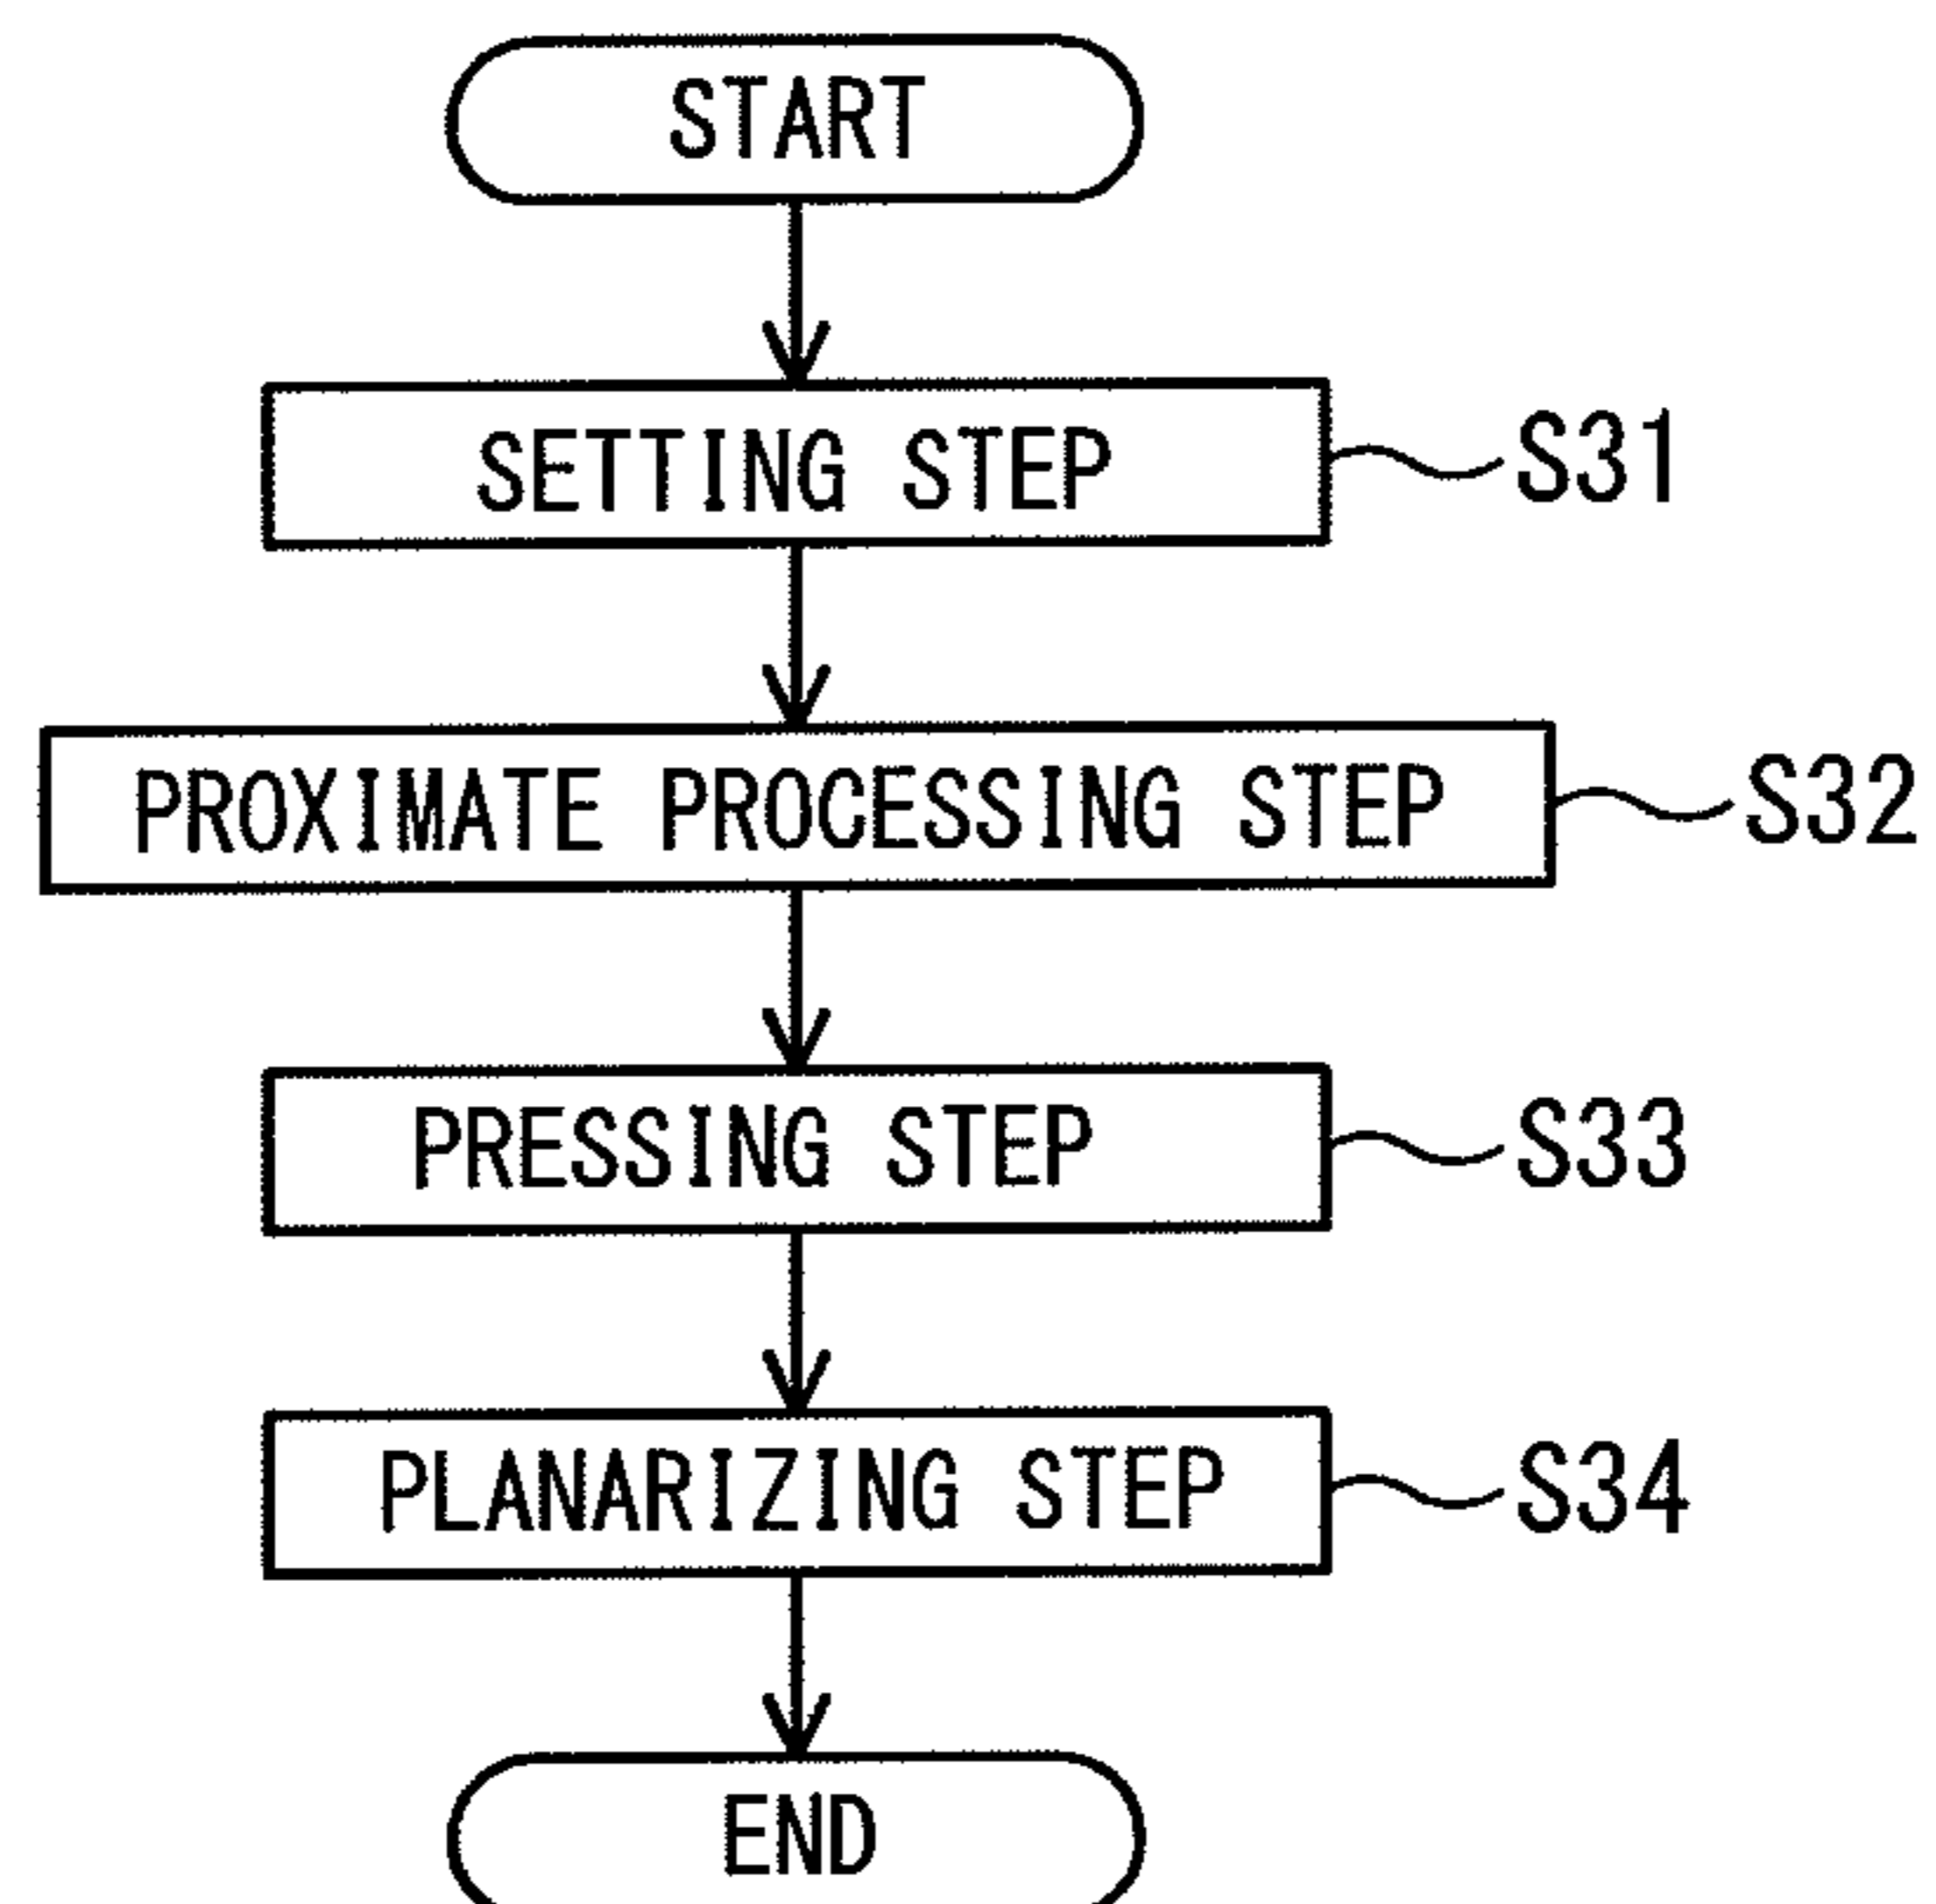 START
SETTING STEP S31
PROXIMATE PROCESSING STEP S32
PRESSING STEP S33
PLANARIZING STEP S34
END